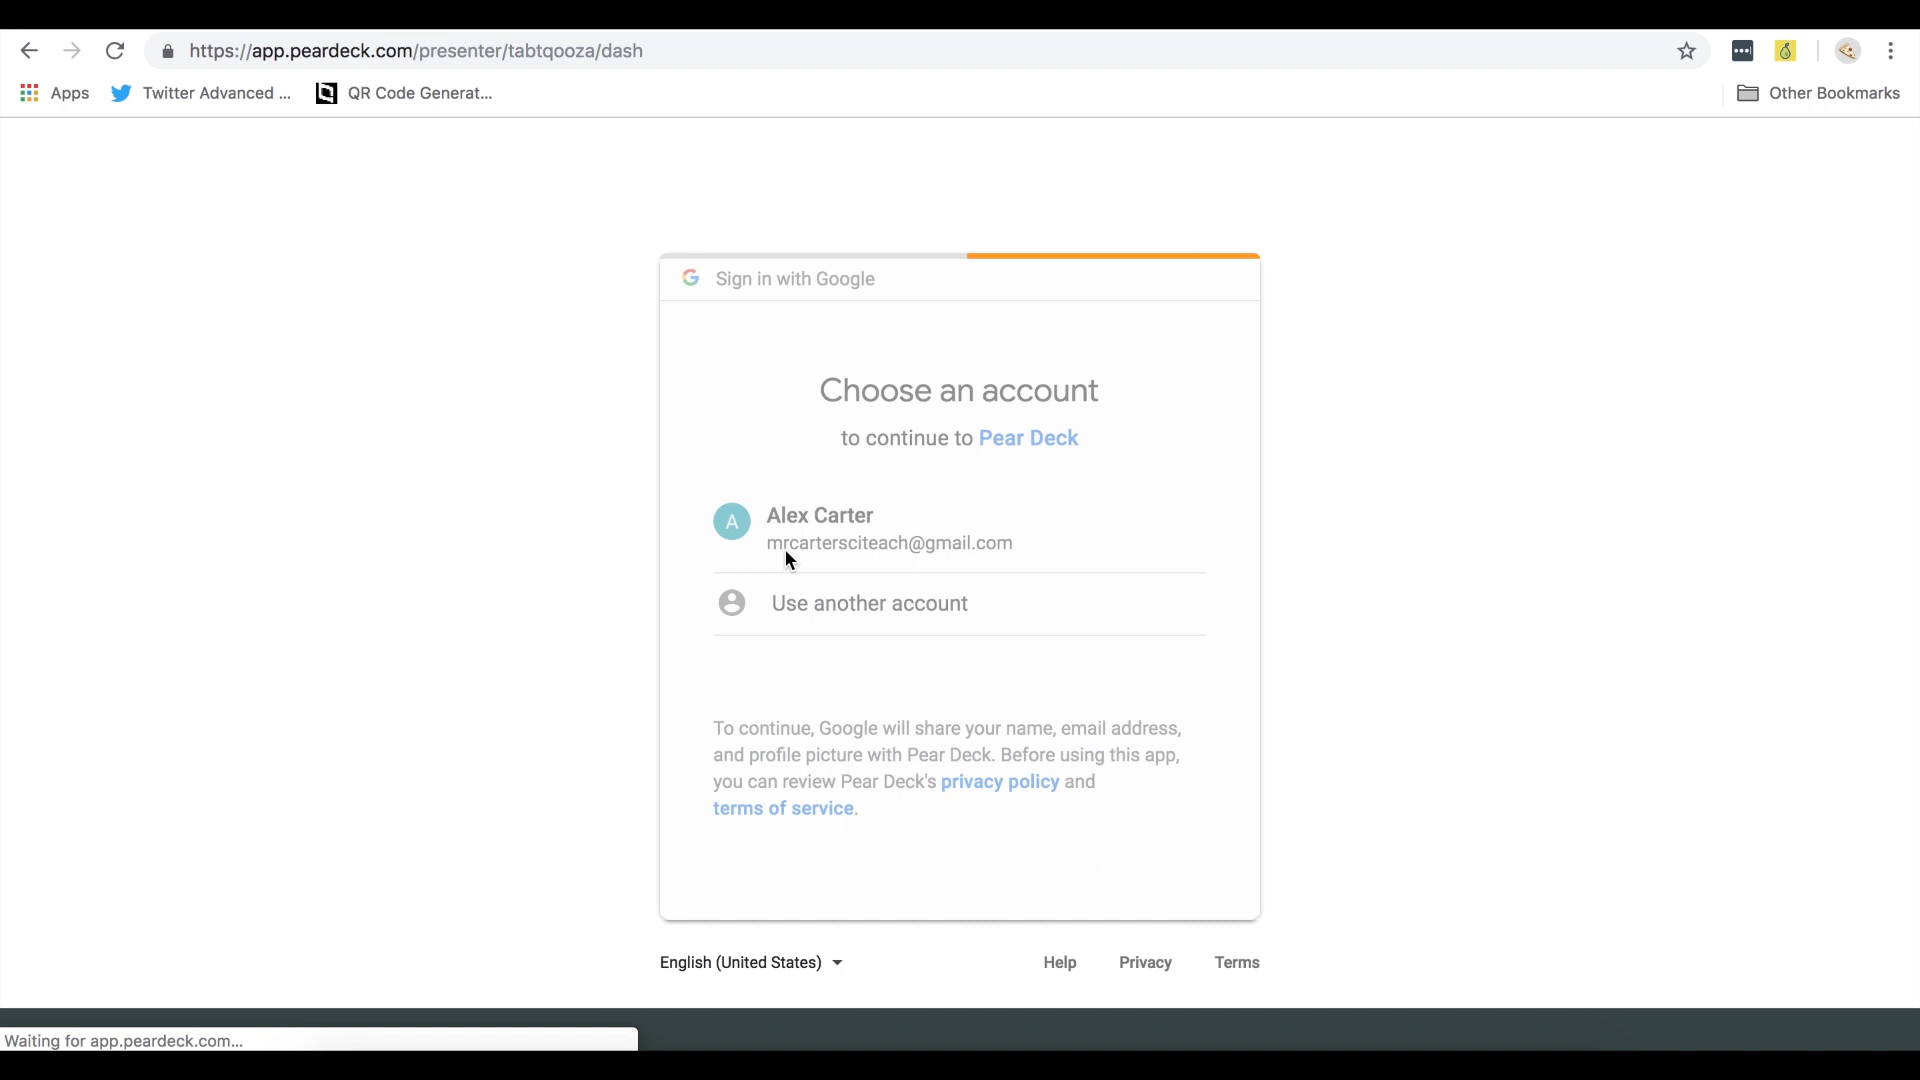 https://app.peardeck.com/presenter/tabtqooza/dash
Apps
Twitter Advanced ...
QR Code Generat...
Other Bookmarks
Sign in with Google
Choose an account
to continue to Pear Deck
A
Alex Carter
mrcartersciteach@gmail.com
Use another account
To continue, Google will share your name, email address,
and profile picture with Pear Deck. Before using this app,
you can review Pear Deck's privacy policy and
terms of service.
English (United States)
Help
Privacy
Terms
Waiting for app.peardeck.com...